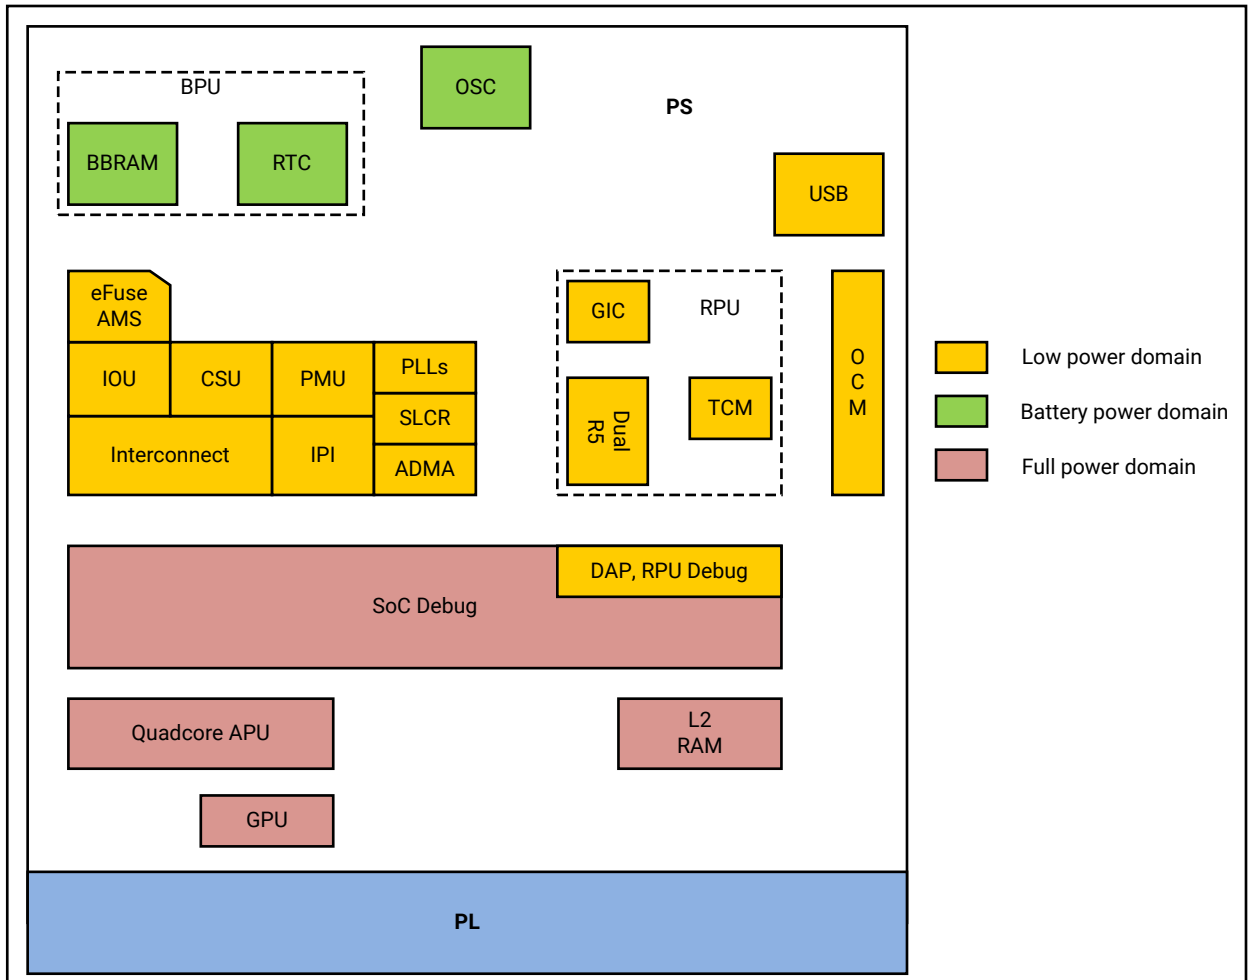 BPU
OSC
PS
BBRAM
RTC
USB
eFuse
AMS
GIC
RPU
IOU
CSU
PMU
PLLs
SLCR
Interconnect
IPI
ADMA
Dual
R5
TCM
O
C
M
Low power domain
Battery power domain
Full power domain
DAP, RPU Debug
SoC Debug
Quadcore APU
L2
RAM
GPU
PL